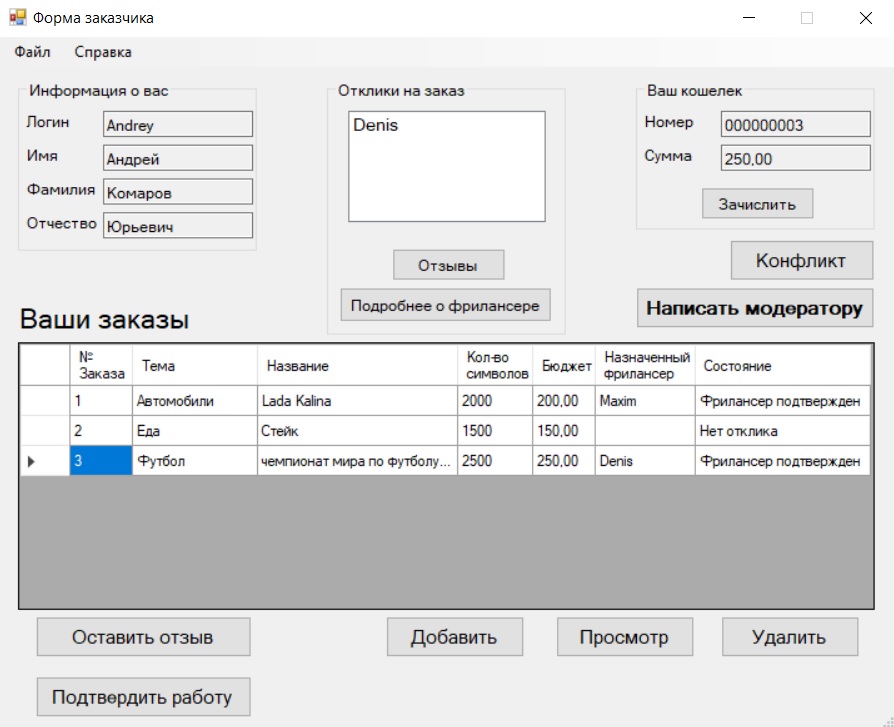 Форма заказчика
Файл Справка
Информация о вас
Логин Andrey
Имя Андрей
Фамилия Комаров
Отчество Юрьевич
Отклики на заказ
Denis
Отзывы
Подробнее о фрилансере
Ваш кошелек
Номер 000000003
Сумма 250,00
Зачислить
Конфликт
Написать модератору
Ваши заказы
№ Заказа Тема Название Кол-во символов Бюджет Назначенный фрилансер Состояние
1 Автомобили Lada Kalina 2000 200,00 Maxim Фрилансер подтвержден
2 Еда Стейк 1500 150,00 Нет отклика
3 Футбол чемпионат мира по футболу... 2500 250,00 Denis Фрилансер подтвержден
Оставить отзыв Добавить Просмотр Удалить
Подтвердить работу